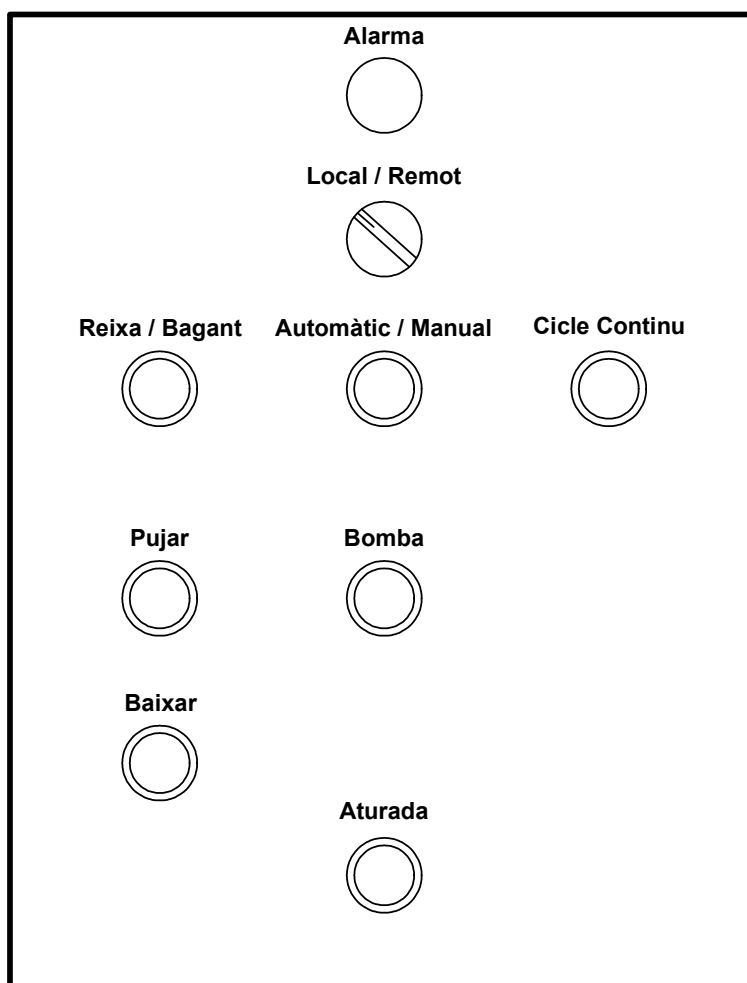 Alarma
Local / Remot
Reixa / Bagant
Automàtic / Manual
Cicle Continu
Pujar
Bomba
Baixar
Aturada